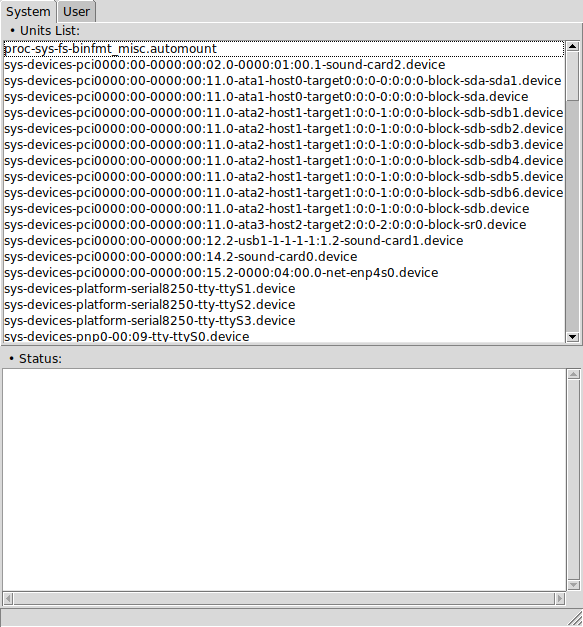 System User
• Units List:
proc-sys-fs-binfmt_misc.automount
sys-devices-pci0000:00-0000:00:02.0-0000:01:00.1-sound-card2.device
sys-devices-pci0000:00-0000:00:11.0-ata1-host0-target0:0:0-0:0:0:0-block-sda-sda1.device
sys-devices-pci0000:00-0000:00:11.0-ata1-host0-target0:0:0-0:0:0:0-block-sda.device
sys-devices-pci0000:00-0000:00:11.0-ata2-host1-target1:0:0-1:0:0:0-block-sdb-sdb1.device
sys-devices-pci0000:00-0000:00:11.0-ata2-host1-target1:0:0-1:0:0:0-block-sdb-sdb2.device
sys-devices-pci0000:00-0000:00:11.0-ata2-host1-target1:0:0-1:0:0:0-block-sdb-sdb3.device
sys-devices-pci0000:00-0000:00:11.0-ata2-host1-target1:0:0-1:0:0:0-block-sdb-sdb4.device
sys-devices-pci0000:00-0000:00:11.0-ata2-host1-target1:0:0-1:0:0:0-block-sdb-sdb5.device
sys-devices-pci0000:00-0000:00:11.0-ata2-host1-target1:0:0-1:0:0:0-block-sdb-sdb6.device
sys-devices-pci0000:00-0000:00:11.0-ata2-host1-target1:0:0-1:0:0:0-block-sdb.device
sys-devices-pci0000:00-0000:00:11.0-ata3-host2-target2:0:0-2:0:0:0-block-sr0.device
sys-devices-pci0000:00-0000:00:12.2-usb1-1-1-1-1:1.2-sound-card1.device
sys-devices-pci0000:00-0000:00:14.2-sound-card0.device
sys-devices-pci0000:00-0000:00:15.2-0000:04:00.0-net-enp4s0.device
sys-devices-platform-serial8250-tty-ttyS1.device
sys-devices-platform-serial8250-tty-ttyS2.device
sys-devices-platform-serial8250-tty-ttyS3.device
sys-devices-pnp0-00:09-tty-ttyS0.device
• Status: